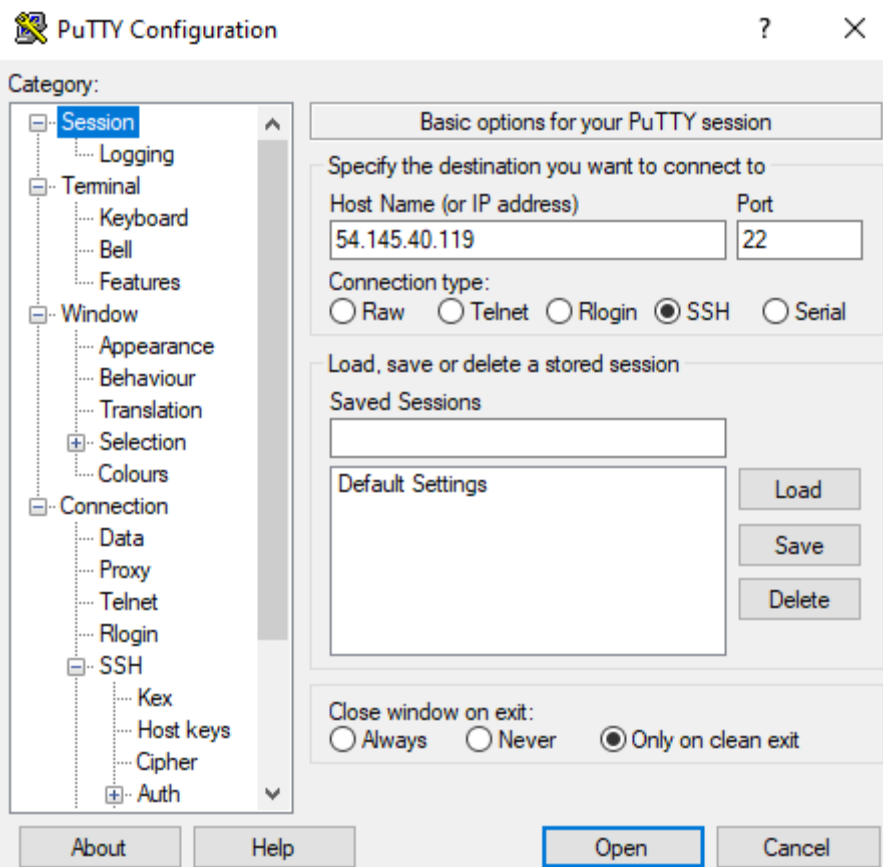 PuTTY Configuration
?
Category:
Session
Logging
Terminal
Keyboard
Bell
Features
Window
Appearance
Behaviour
Translation
Selection
Colours
Connection
Data
Proxy
Telnet
Rlogin
SSH
Kex
Host keys
Cipher
Auth
Basic options for your PuTTY session
Specify the destination you want to connect to
Host Name (or IP address) Port
54.145.40.119 22
Connection type:
Raw Telnet Rlogin SSH Serial
Load, save or delete a stored session
Saved Sessions
Default Settings
Load
Save
Delete
Close window on exit:
Always Never Only on clean exit
About Help Open Cancel